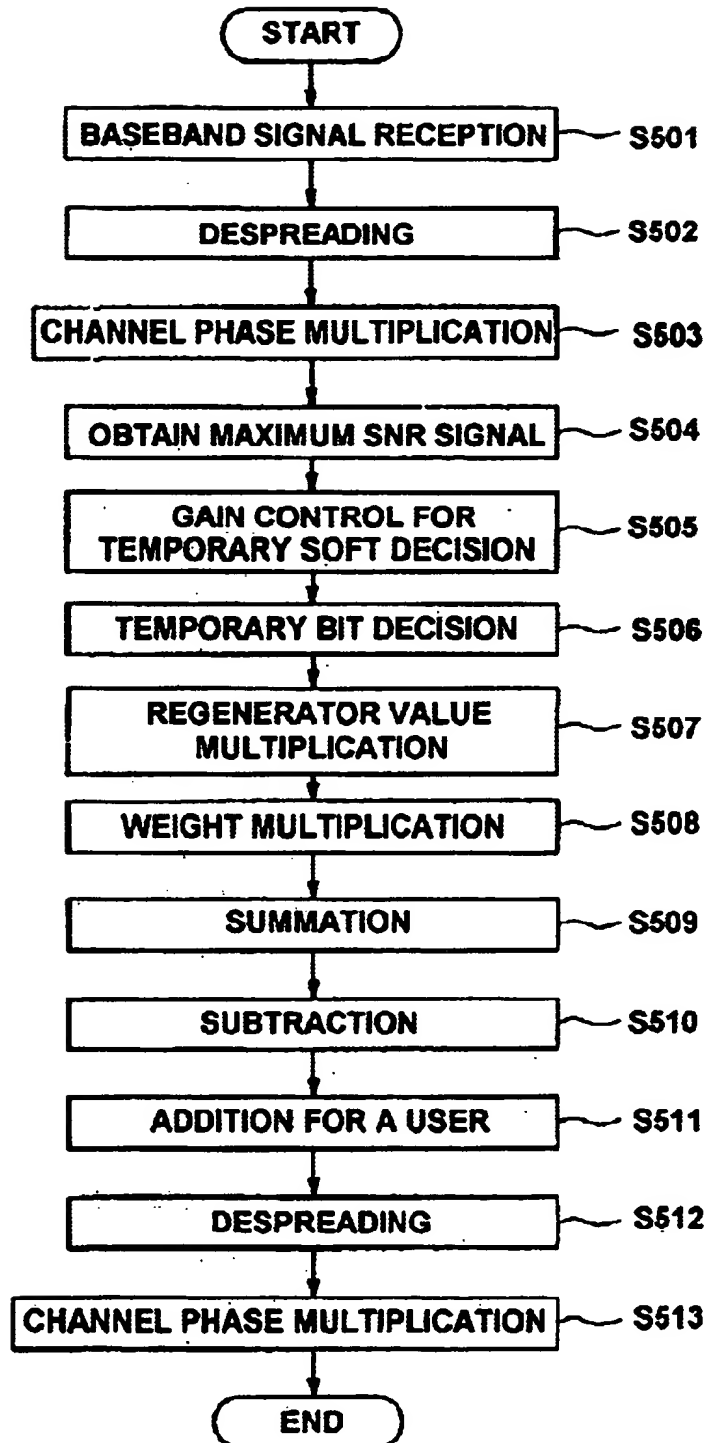 START
BASEBAND SIGNAL RECEPTION S501
DESPREADING S502
CHANNEL PHASE MULTIPLICATION S503
OBTAIN MAXIMUM SNR SIGNAL S504
GAIN CONTROL FOR
TEMPORARY SOFT DECISION S505
TEMPORARY BIT DECISION S506
REGENERATOR VALUE
MULTIPLICATION S507
WEIGHT MULTIPLICATION S508
SUMMATION S509
SUBTRACTION S510
ADDITION FOR A USER S511
DESPREADING S512
CHANNEL PHASE MULTIPLICATION S513
END